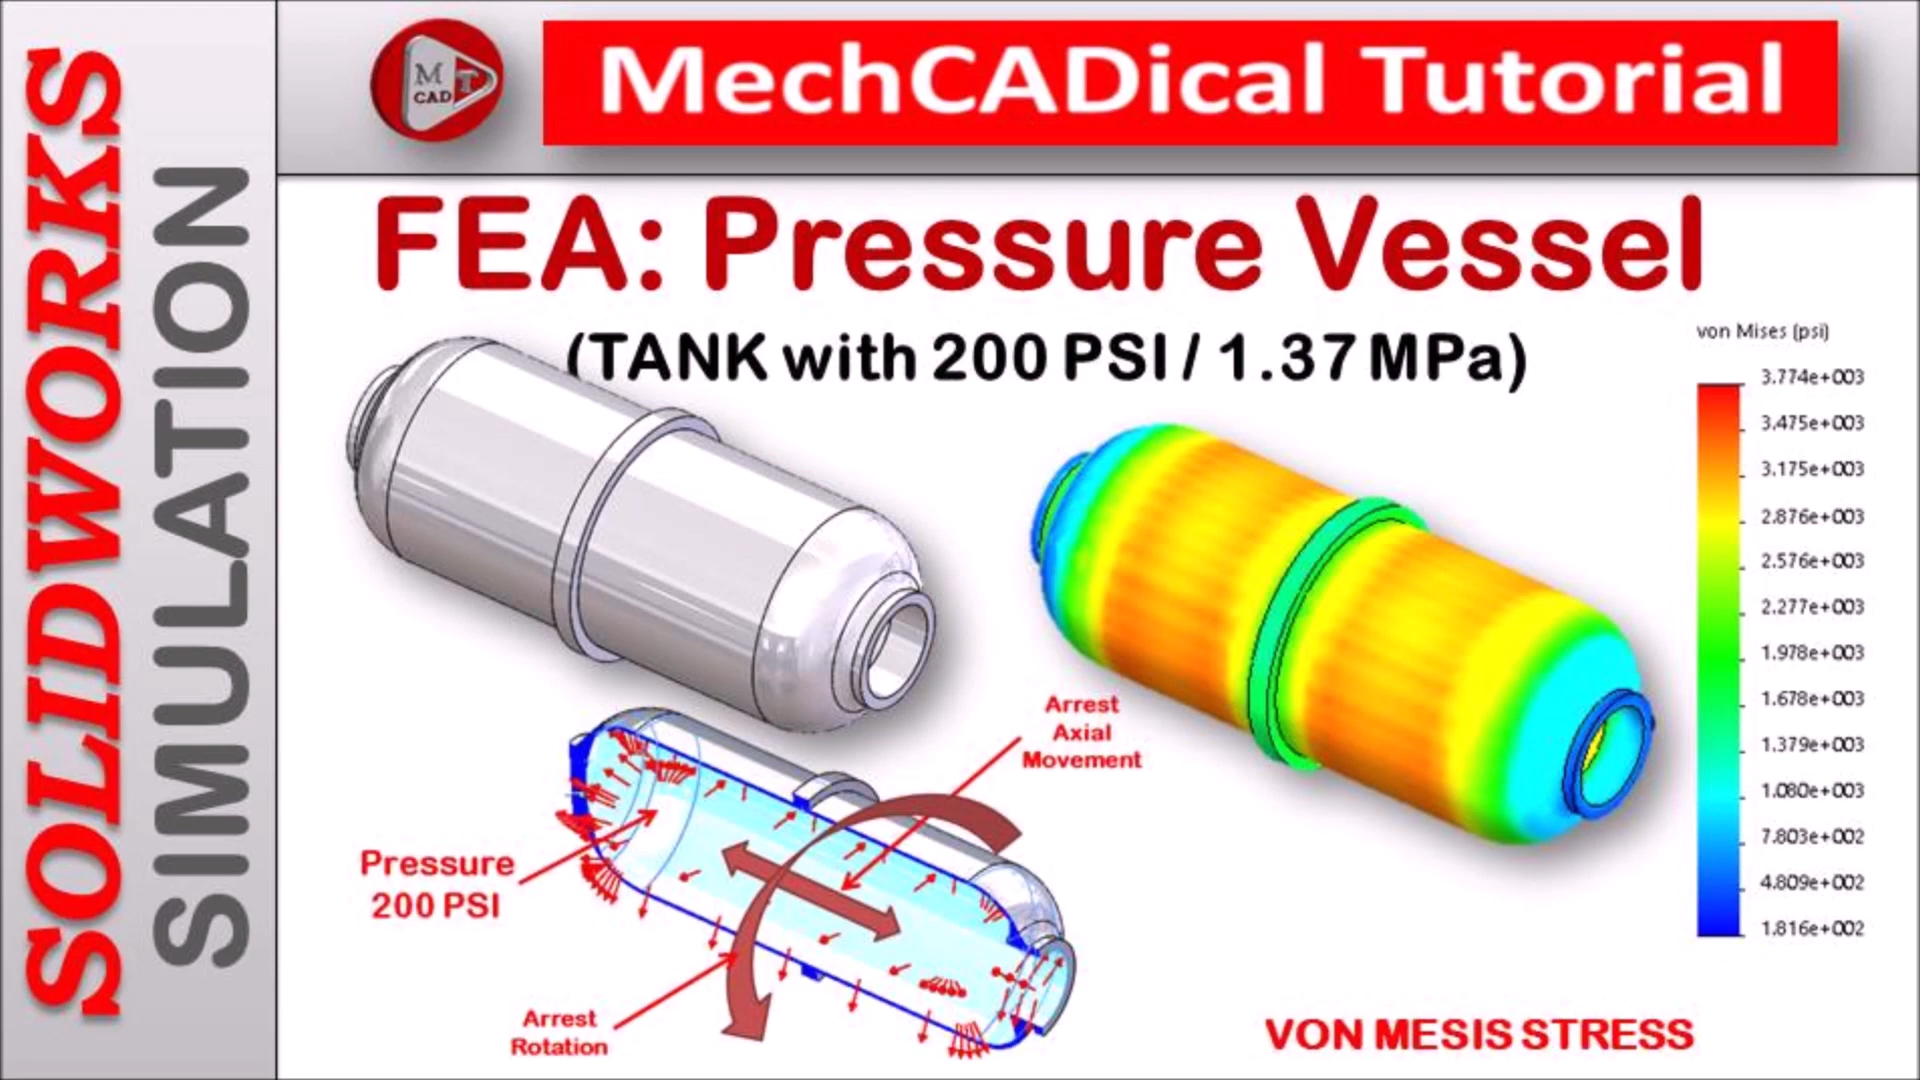 SOLIDWORKS
SIMULATION
M T
CAD
MechCADical Tutorial
FEA: Pressure Vessel
(TANK with 200 PSI / 1.37 MPa)
von Mises (psi)
3.774e+003
3.475e+003
3.175e+003
2.876e+003
2.576e+003
2.277e+003
1.978e+003
1.678e+003
1.379e+003
1.080e+003
7.803e+002
4.809e+002
1.816e+002
Arrest
Axial
Movement
Pressure
200 PSI
Arrest
Rotation
VON MESIS STRESS